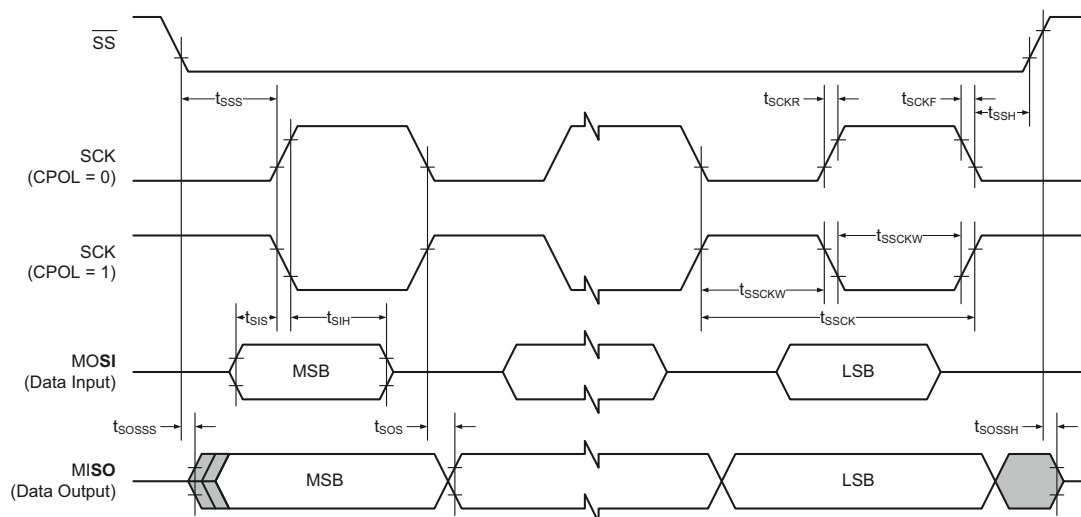 SS
tSSS
tSCKR
tSCKF
tSSH
SCK
(CPOL = 0)
SCK
(CPOL = 1)
tSSCKW
tSSCKW
tSSCK
tSIS
tSIH
MOSI
(Data Input)
MSB
LSB
tSOSSS
tSOS
tSOSSH
MISO
(Data Output)
MSB
LSB